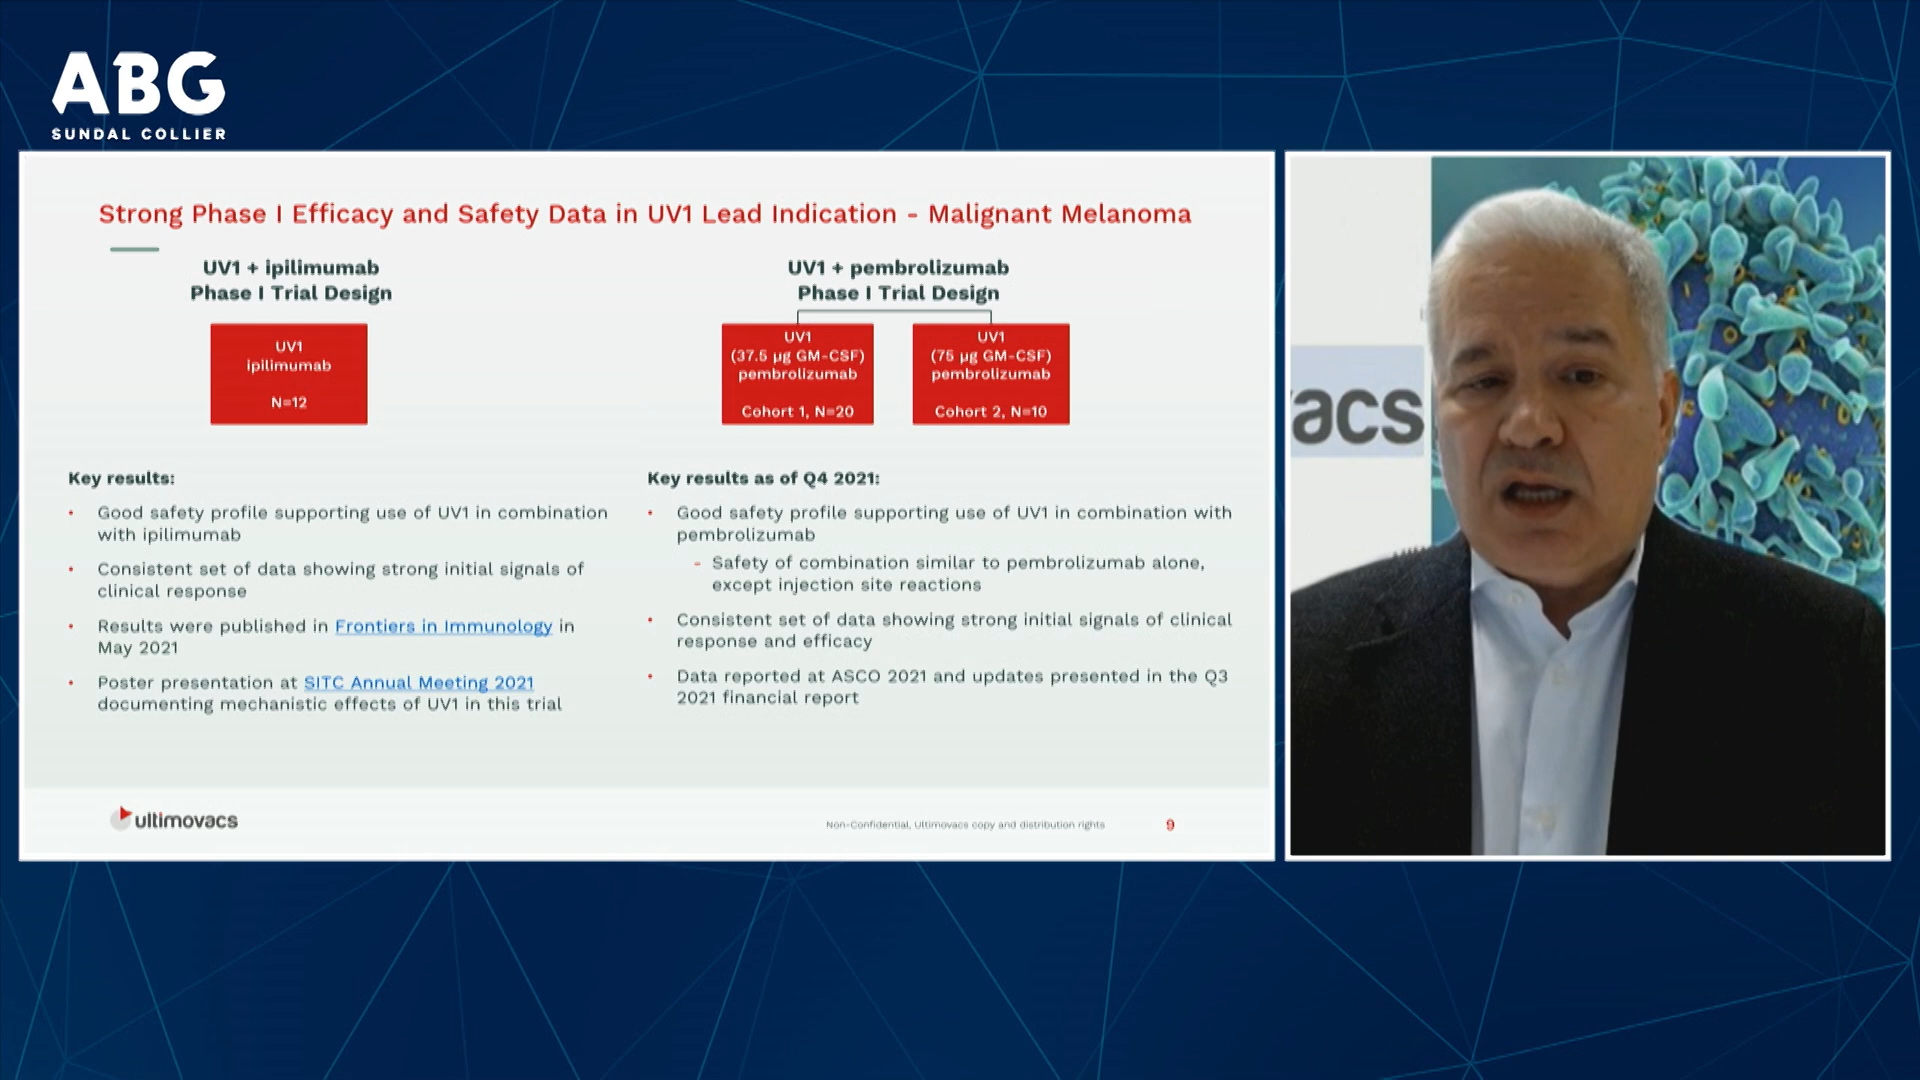 ABG
SUNDAL COLLIER
Strong Phase I Efficacy and Safety Data in UV1 Lead Indication - Malignant Melanoma
UV1 + ipilimumab
Phase I Trial Design
UV1
ipilimumab
N=12
Key results:
• Good safety profile supporting use of UV1 in combination
with ipilimumab
• Consistent set of data showing strong initial signals of
clinical response
• Results were published in Frontiers in Immunology in
May 2021
• Poster presentation at SITC Annual Meeting 2021
documenting mechanistic effects of UV1 in this trial
UV1 + pembrolizumab
Phase I Trial Design
UV1
(37.5 µg GM-CSF)
pembrolizumab
Cohort 1, N=20
UV1
(75 µg GM-CSF)
pembrolizumab
Cohort 2, N=10
Key results as of Q4 2021:
• Good safety profile supporting use of UV1 in combination with
pembrolizumab
- Safety of combination similar to pembrolizumab alone,
except injection site reactions
• Consistent set of data showing strong initial signals of clinical
response and efficacy
• Data reported at ASCO 2021 and updates presented in the Q3
2021 financial report
ultimovacs
Non-Confidential, Ultimovacs copy and distribution rights
9
vacs